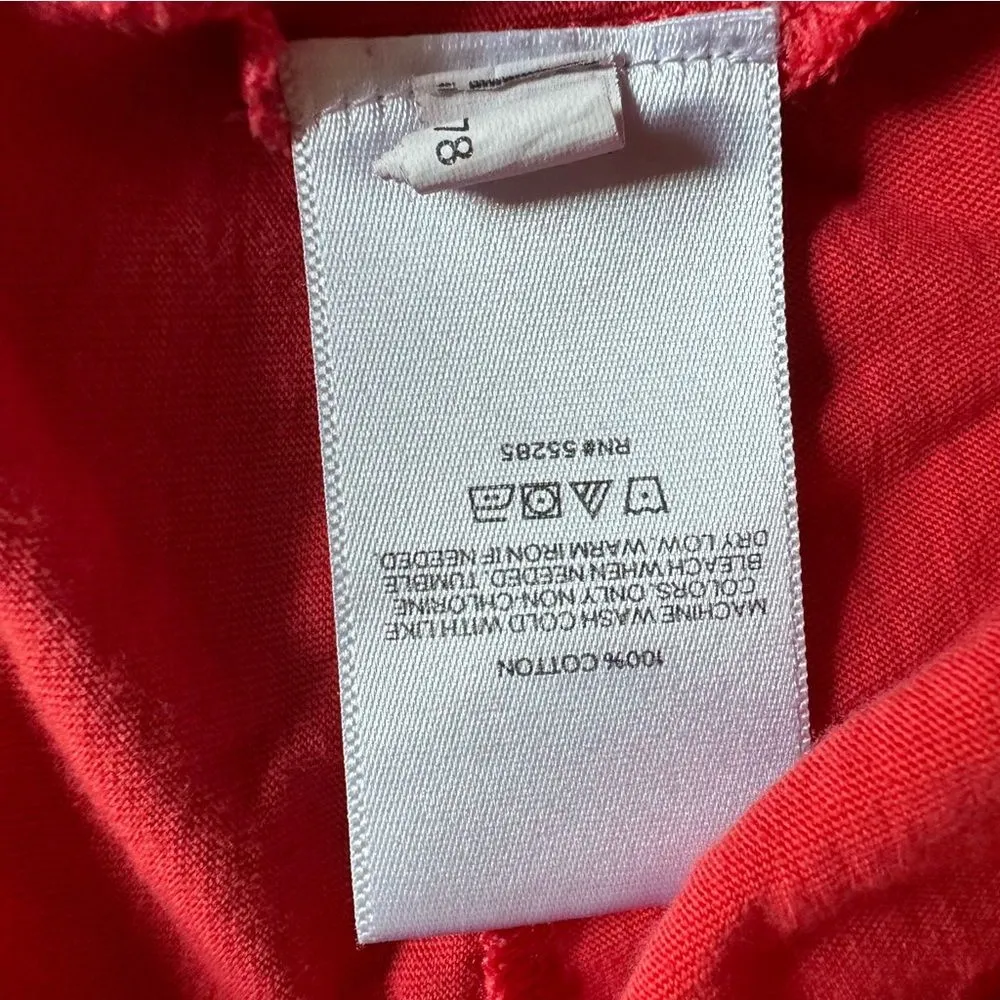 100% COTTON
MACHINE WASH COLD WITH LIKE
COLORS. ONLY NON-CHLORINE
BLEACH WHEN NEEDED. TUMBLE
DRY LOW. WARM IRON IF NEEDED.
RN# 55285
78